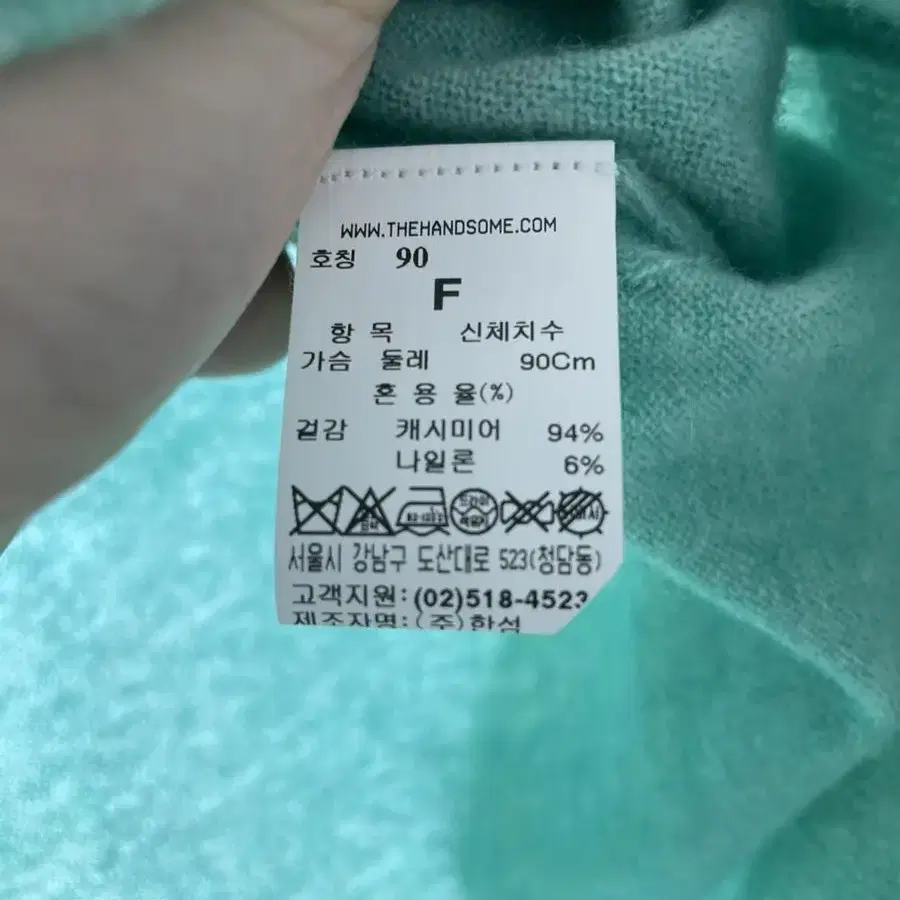 WWW.THEHANDSOME.COM
호칭 90
F
항 목 신체치수
가슴 둘레 90Cm
혼 용 율(%)
겉감 캐시미어 94%
나일론 6%
드라이
서울시 강남구 도산대로 523(청담동)
고객지원:(02)518-4523
제조자명:(주)한섬